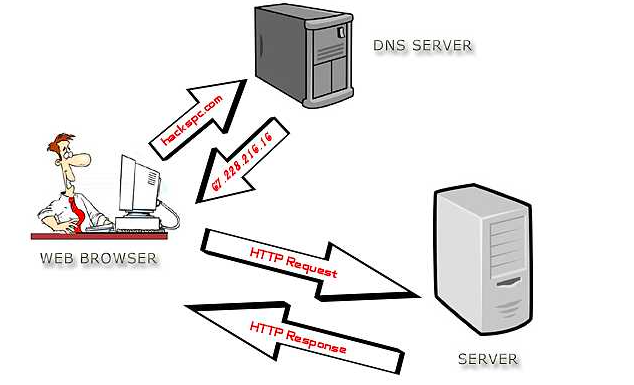 DNS SERVER
hackspc.com
67.228.216.16
WEB BROWSER
HTTP Request
HTTP Response
SERVER